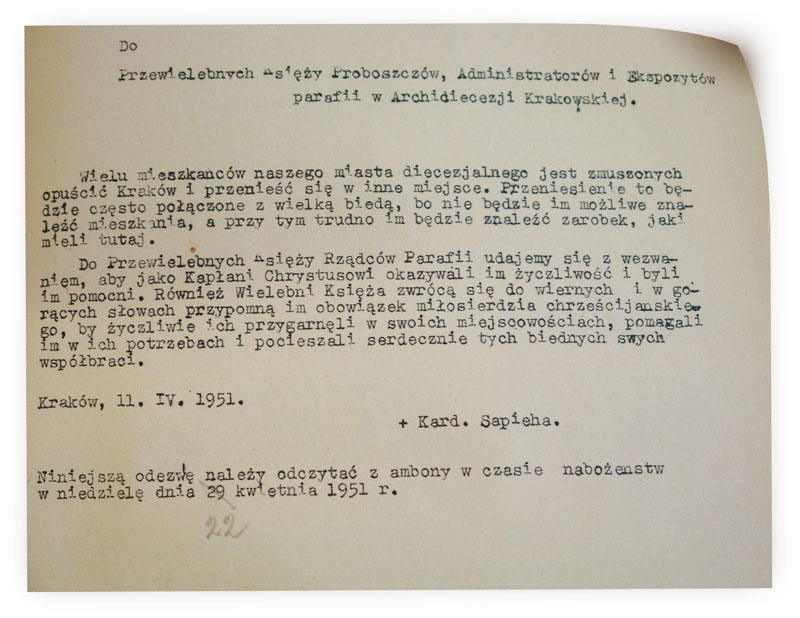 Do
Przewielebnych Księży Proboszczów, Administratorów i Ekspozytów
parafii w Archidiecezji Krakowskiej.
Wielu mieszkańców naszego miasta diecezjalnego jest zmuszonych
opuścić Kraków i przenieść się w inne miejsce. Przeniesienie to bę-
dzie często połączone z wielką biedą, bo nie będzie im możliwe zna-
leźć mieszkania, a przy tym trudno im będzie znaleźć zarobek, jaki
mieli tutaj.
Do Przewielebnych Księży Rządców Parafii udajemy się z wezwa-
niem, aby jako Kapłani Chrystusowi okazywali im życzliwość i byli
im pomocni. Również Wielebni Księża zwrócą się do wiernych i w go-
rących słowach przypomną im obowiązek miłosierdzia chrześcijańskie-
go, by życzliwie ich przygarnęli w swoich miejscowościach, pomagali
im w ich potrzebach i pocieszali serdecznie tych biednych swych
współbraci.
Kraków, 11. IV. 1951.
+ Kard. Sapieha.
Niniejszą odezwę należy odczytać z ambony w czasie nabożenstw
w niedzielę dnia 29 kwietnia 1951 r.
22